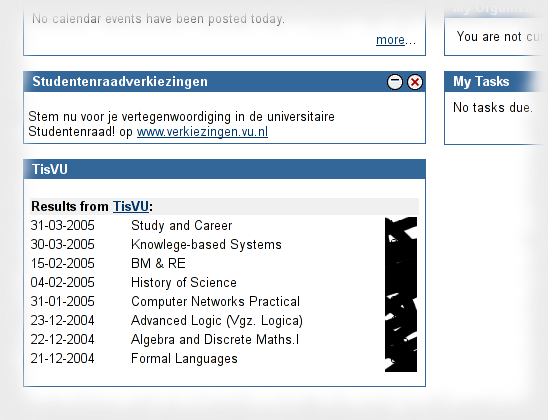 No calendar events have been posted today.
more...
Studentenraadverkiezingen
Stem nu voor je vertegenwoordiging in de universitaire
Studentenraad! op www.verkiezingen.vu.nl
TisVU
Results from TisVU:
31-03-2005 Study and Career
30-03-2005 Knowlege-based Systems
15-02-2005 BM & RE
04-02-2005 History of Science
31-01-2005 Computer Networks Practical
23-12-2004 Advanced Logic (Vgz. Logica)
22-12-2004 Algebra and Discrete Maths.I
21-12-2004 Formal Languages
My
You are not
My Tasks
No tasks due.